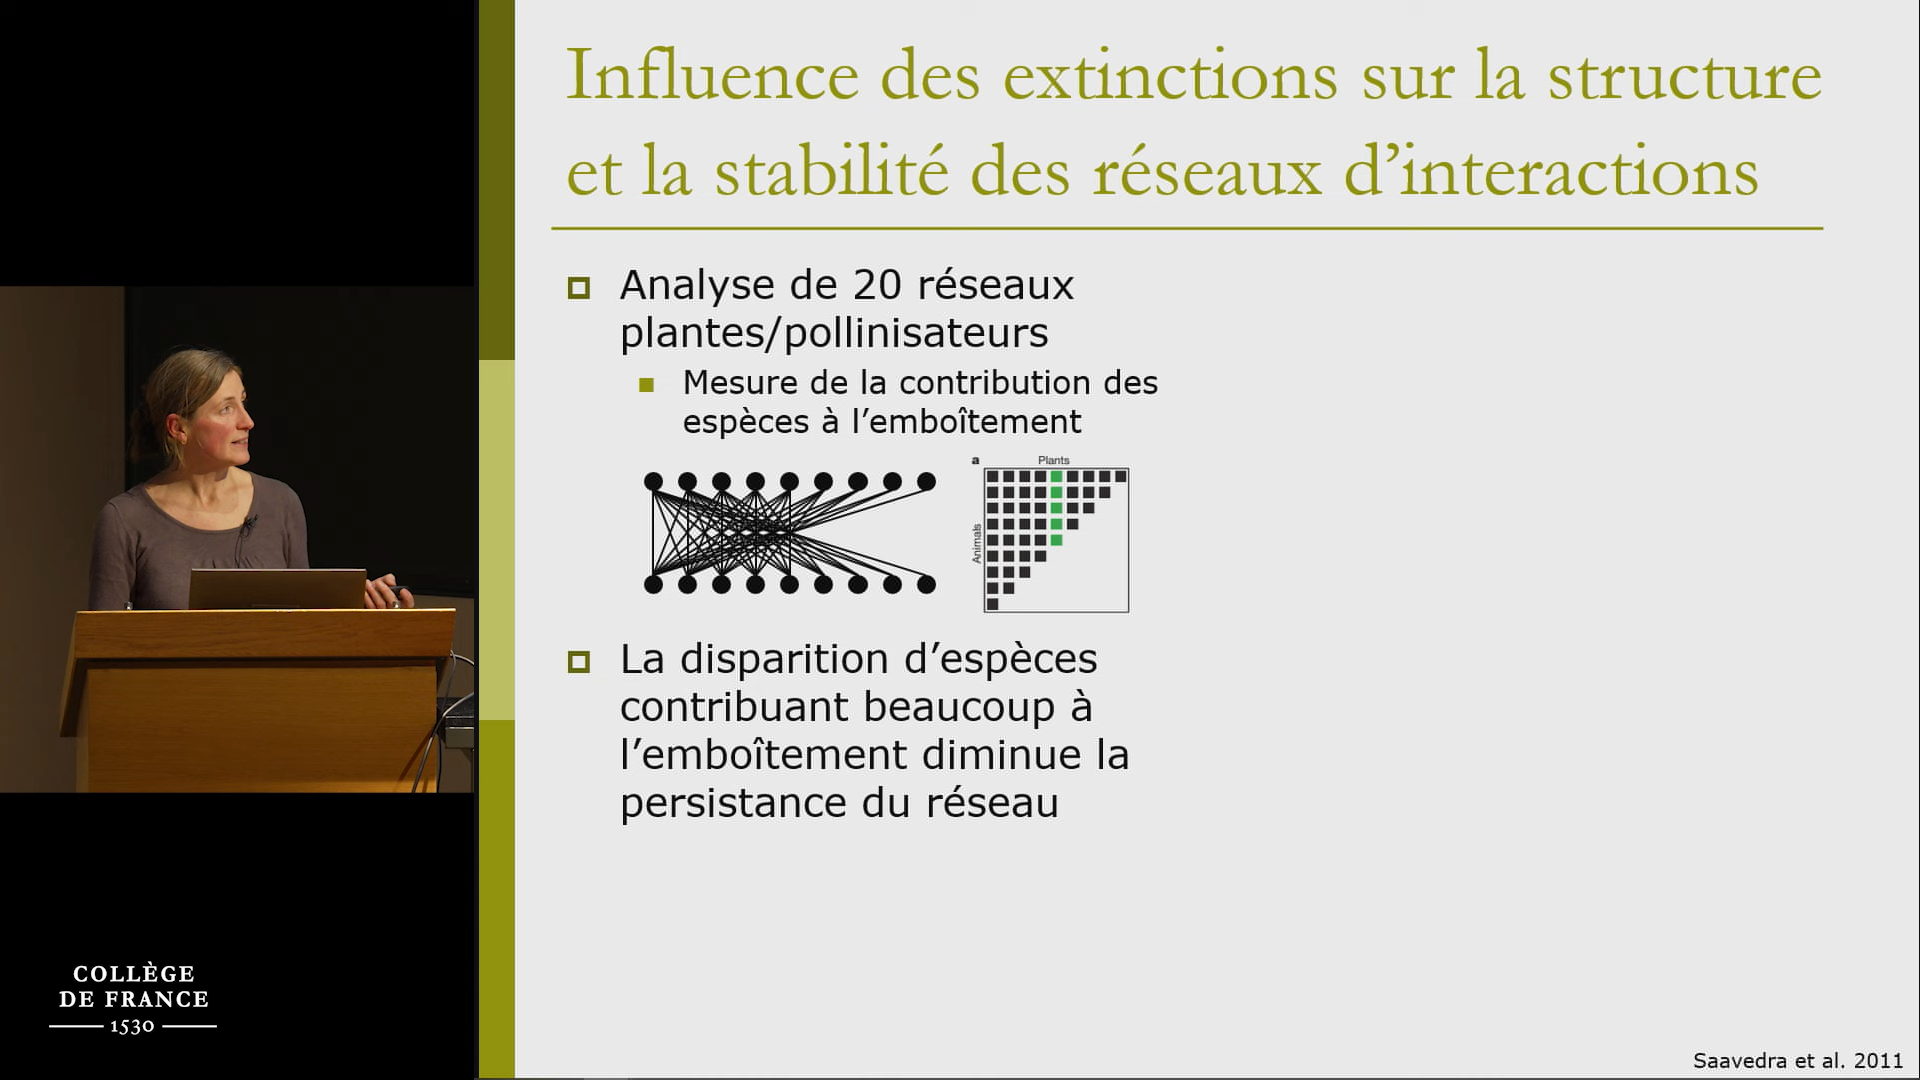 Influence des extinctions sur la structure
et la stabilité des réseaux d’interactions
Analyse de 20 réseaux
plantes/pollinisateurs
Mesure de la contribution des
espèces à l’emboîtement
a
Plants
Animals
La disparition d’espèces
contribuant beaucoup à
l’emboîtement diminue la
persistance du réseau
COLLÈGE
DE FRANCE
1530
Saavedra et al. 2011